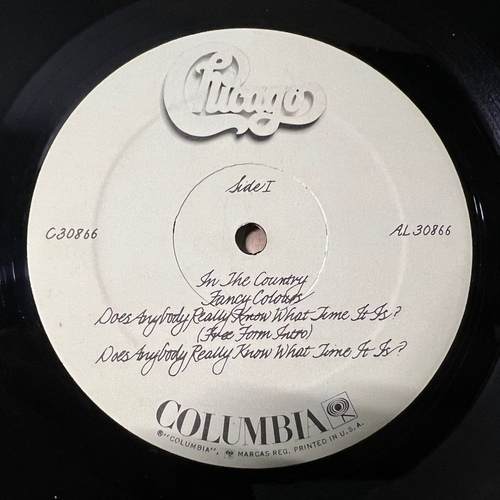 Chicago
Side I
C30866
AL 30866
In The Country
Fancy Colours
Does Anybody Really Know What Time It Is?
(Free Form Intro)
Does Anybody Really Know What Time It Is?
COLUMBIA
℗ "COLUMBIA", MARCAS REG. PRINTED IN U.S.A.